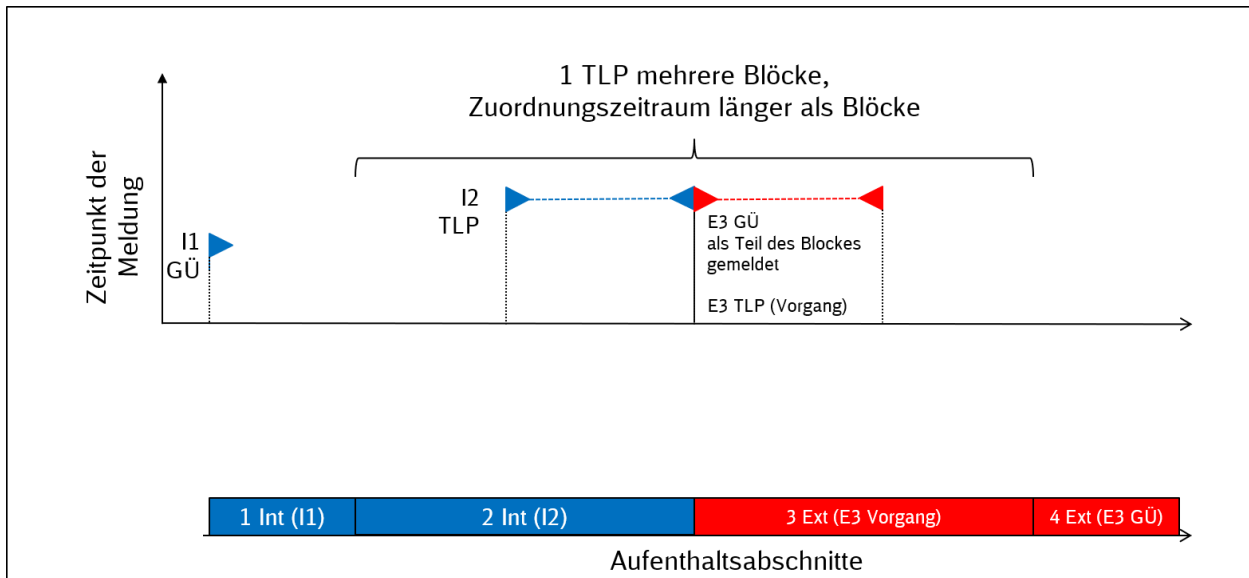 1 TLP mehrere Blöcke,
Zuordnungszeitraum länger als Blöcke
Zeitpunkt der
Meldung
I1
GÜ
I2
TLP
E3 GÜ
als Teil des Blockes
gemeldet
E3 TLP (Vorgang)
1 Int (I1)
2 Int (I2)
3 Ext (E3 Vorgang)
4 Ext (E3 GÜ)
Aufenthaltsabschnitte